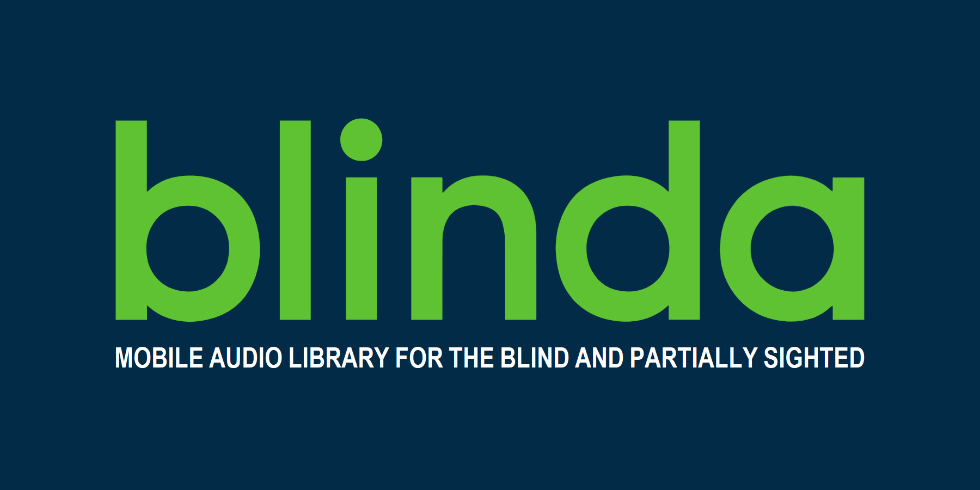 blinda
MOBILE AUDIO LIBRARY FOR THE BLIND AND PARTIALLY SIGHTED